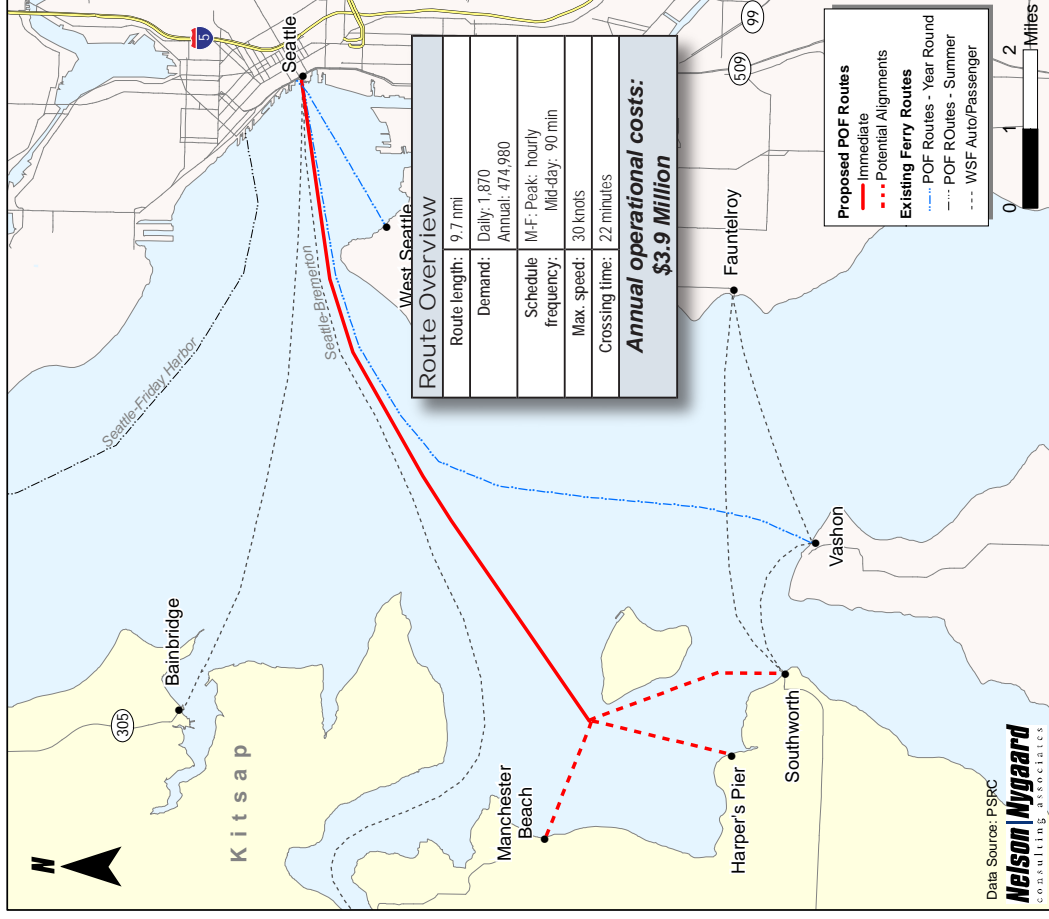 N
Kitsap
305
Bainbridge
Seattle-Friday Harbor
5
Seattle
Seattle-Bremerton
West Seattle
Manchester
Beach
Harper's Pier
Southworth
Vashon
Fauntelroy
509
99
Route Overview
Route length: 9.7 nmi
Demand: Daily: 1,870
Annual: 474,980
Schedule M-F: Peak: hourly
frequency: Mid-day: 90 min
Max. speed: 30 knots
Crossing time: 22 minutes
Annual operational costs:
$3.9 Million
Proposed POF Routes
Immediate
Potential Alignments
Existing Ferry Routes
POF Routes - Year Round
POF ROutes - Summer
WSF Auto/Passenger
0 1 2
Miles
Data Source: PSRC
Nelson|Nygaard
consulting associates